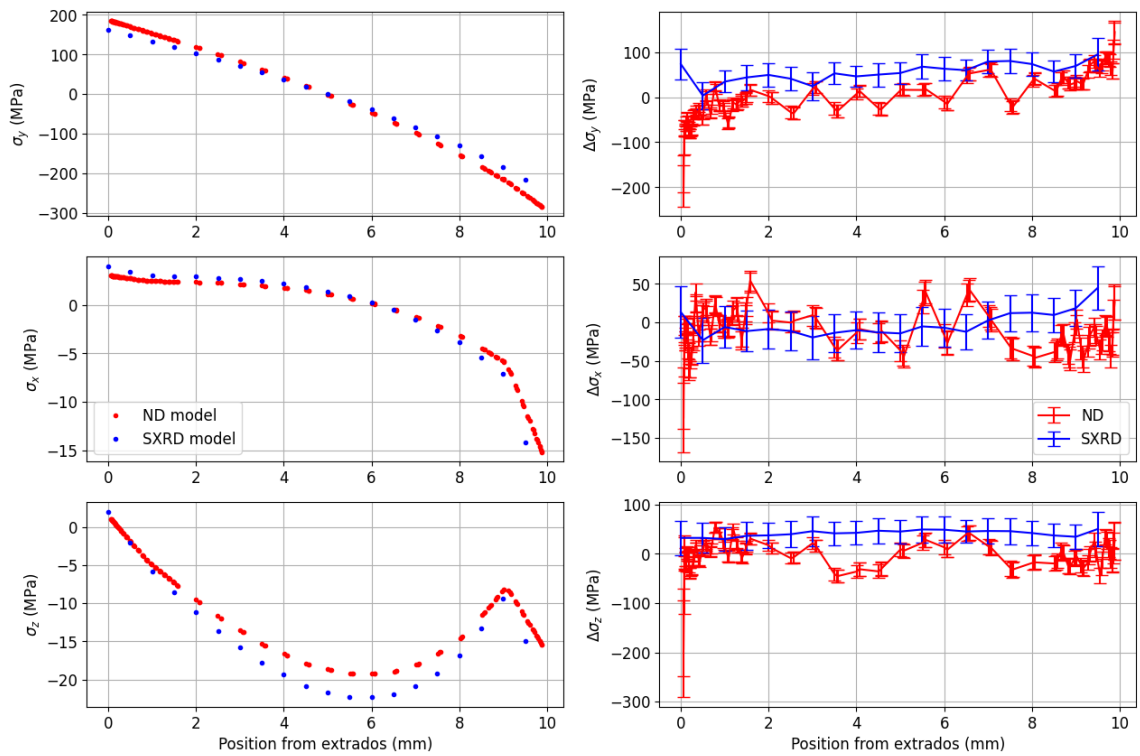 200
100
0
−100
−200
−300
σy (MPa)
0 2 4 6 8 10
100
0
−100
−200
Δσy (MPa)
0 2 4 6 8 10
0
−5
−10
−15
σx (MPa)
ND model
SXRD model
0 2 4 6 8 10
50
0
−50
−100
−150
Δσx (MPa)
ND
SXRD
0 2 4 6 8 10
0
−5
−10
−15
−20
σz (MPa)
0 2 4 6 8 10
Position from extrados (mm)
100
0
−100
−200
−300
Δσz (MPa)
0 2 4 6 8 10
Position from extrados (mm)